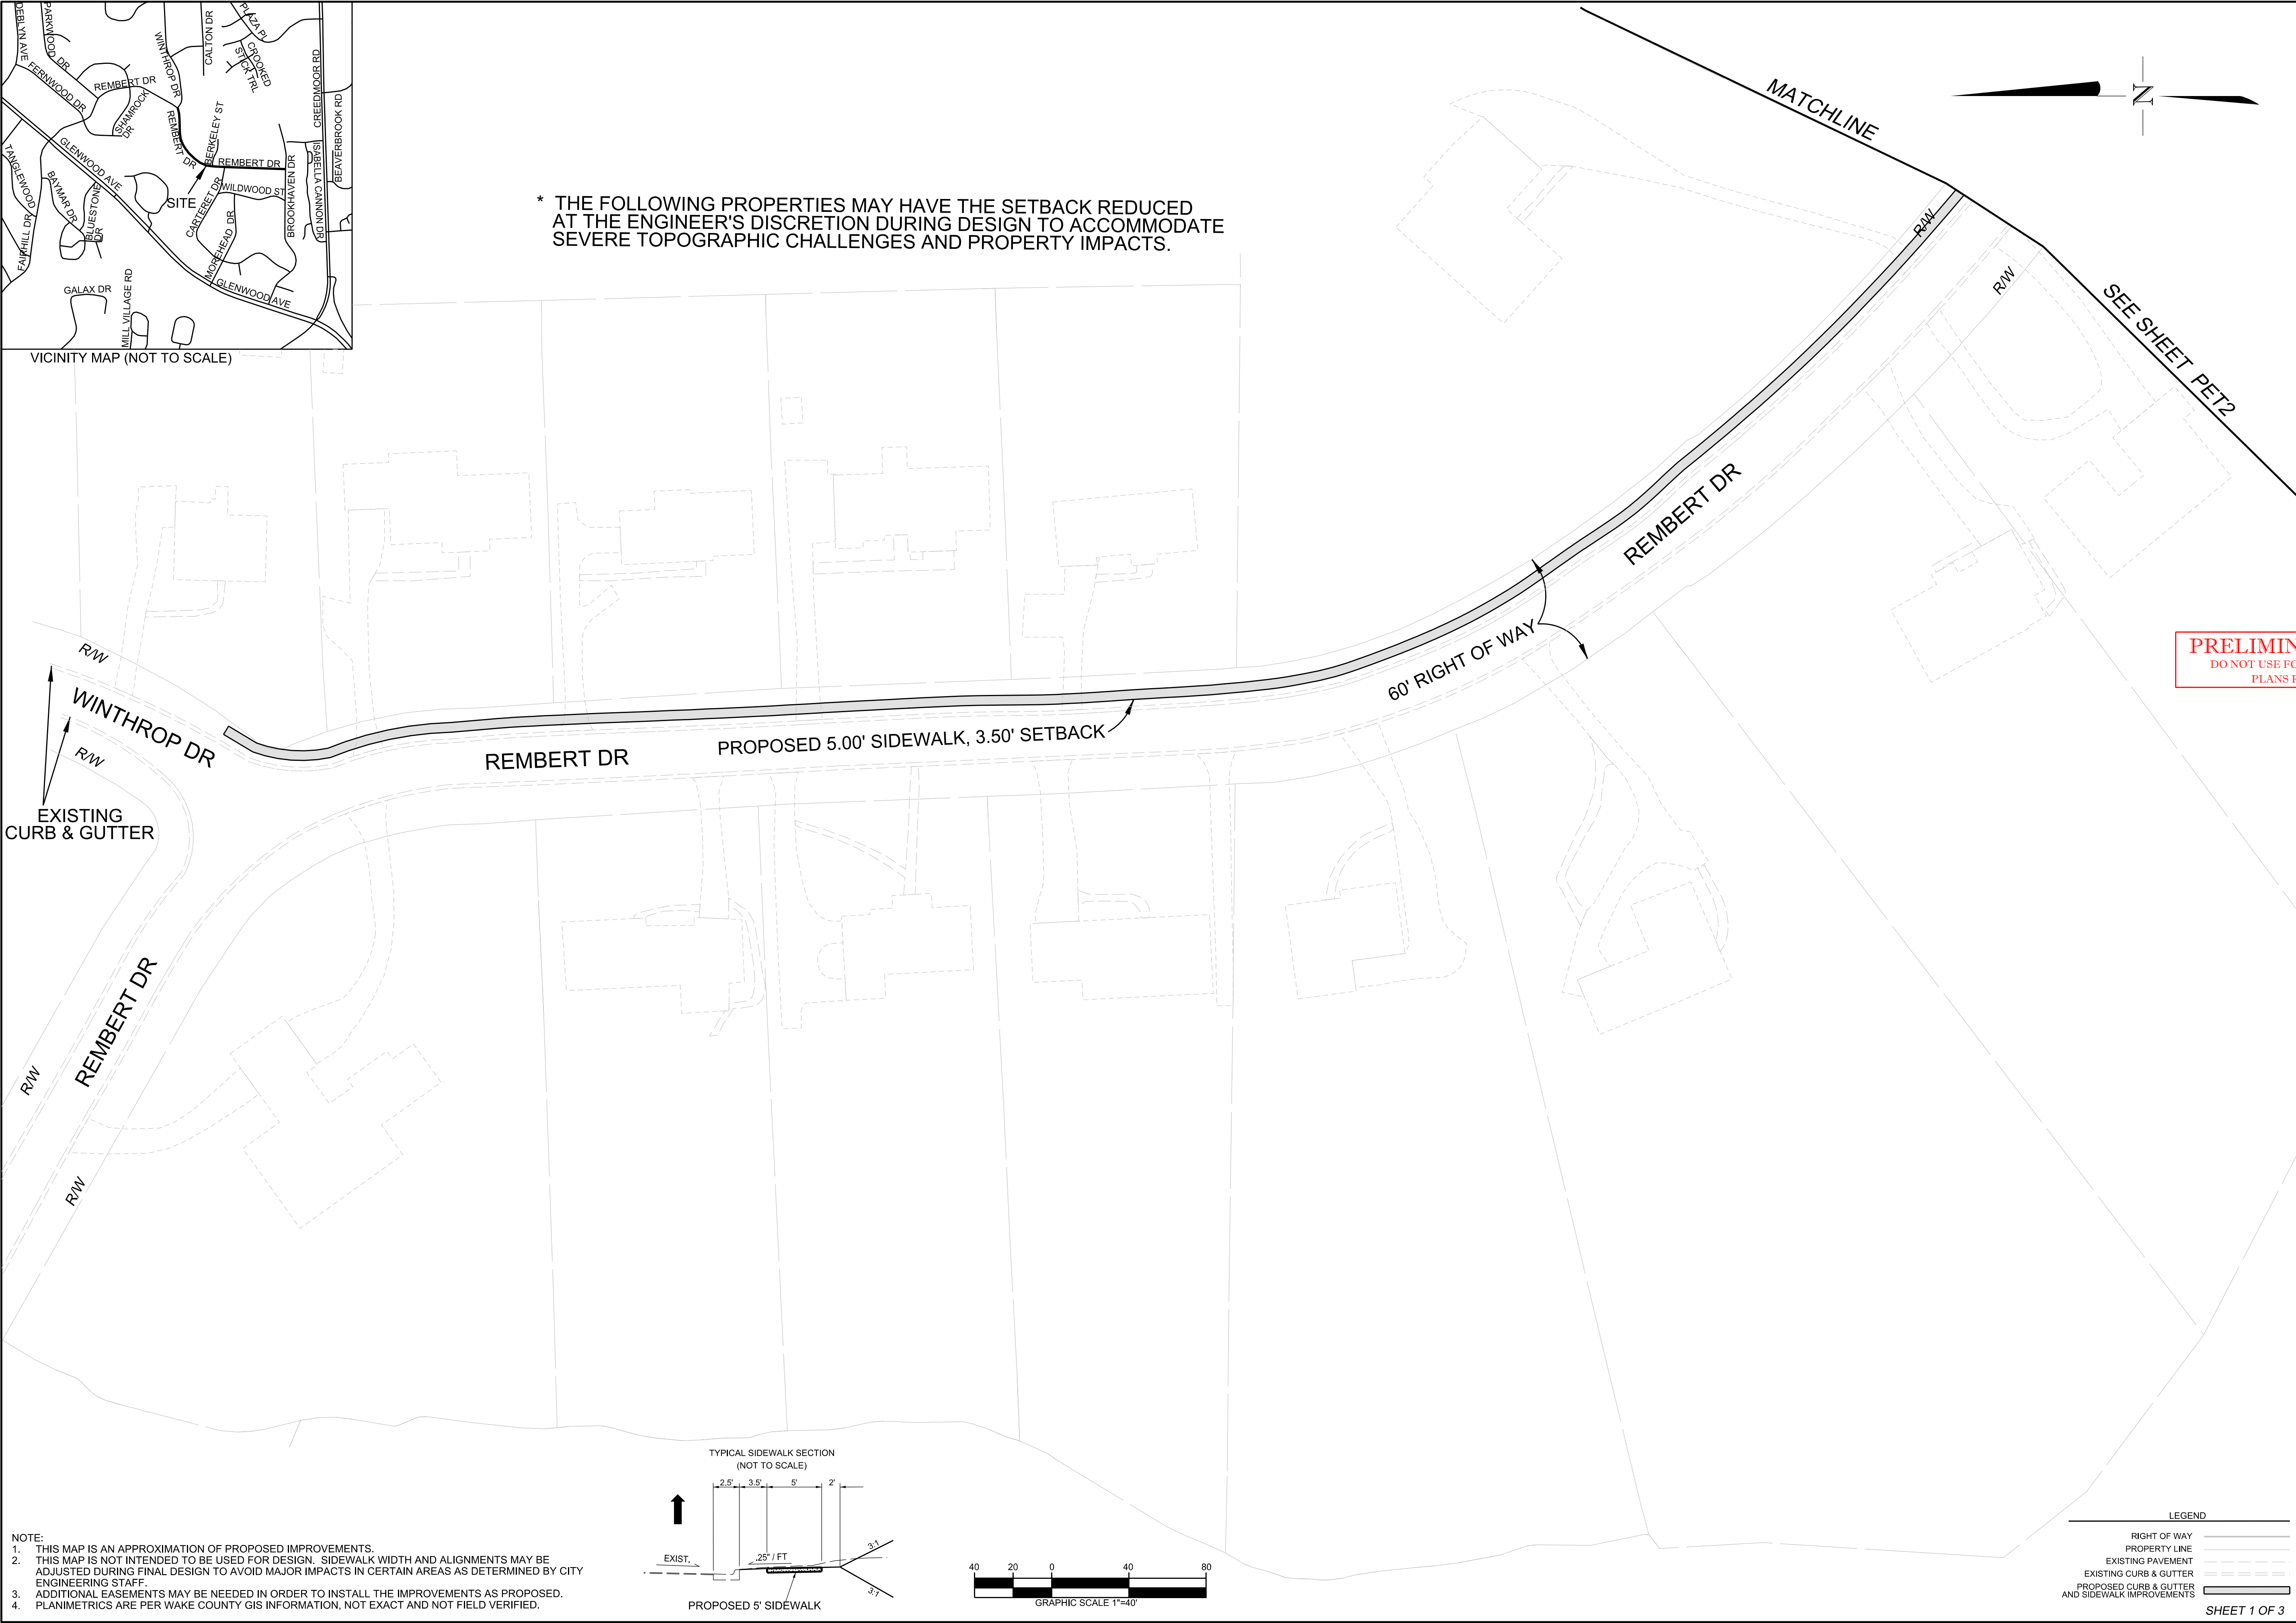 DEBLYN AVE
PARKWOOD DR
FERNWOOD DR
REMBERT DR
SHAMROCK DR
WINTHROP DR
CALTON DR
PLAZA PL
CROOKED STICK TRL
CREEDMOOR RD
BEAVERBROOK RD
REMBERT DR
BERKELEY ST
REMBERT DR
GLENWOOD AVE
TANGLEWOOD
BAYMAR DR
BLUESTONE DR
SITE
CARTERET DR
WILDWOOD ST
BROOKHAVEN DR
ISABELLA CANNON DR
FAIRHILL DR
MOREHEAD DR
GALAX DR
MILL VILLAGE RD
GLENWOOD AVE
VICINITY MAP (NOT TO SCALE)
* THE FOLLOWING PROPERTIES MAY HAVE THE SETBACK REDUCED
AT THE ENGINEER'S DISCRETION DURING DESIGN TO ACCOMMODATE
SEVERE TOPOGRAPHIC CHALLENGES AND PROPERTY IMPACTS.
MATCHLINE
N
R/W
R/W
SEE SHEET PET2
REMBERT DR
60' RIGHT OF WAY
PRELIMIN
DO NOT USE FO
PLANS
R/W
WINTHROP DR
R/W
REMBERT DR
PROPOSED 5.00' SIDEWALK, 3.50' SETBACK
EXISTING
CURB & GUTTER
REMBERT DR
R/W
R/W
TYPICAL SIDEWALK SECTION
(NOT TO SCALE)
2.5' 3.5' 5' 2'
EXIST.
.25" / FT
3:1
3:1
PROPOSED 5' SIDEWALK
40 20 0 40 80
GRAPHIC SCALE 1"=40'
NOTE:
1. THIS MAP IS AN APPROXIMATION OF PROPOSED IMPROVEMENTS.
2. THIS MAP IS NOT INTENDED TO BE USED FOR DESIGN. SIDEWALK WIDTH AND ALIGNMENTS MAY BE
ADJUSTED DURING FINAL DESIGN TO AVOID MAJOR IMPACTS IN CERTAIN AREAS AS DETERMINED BY CITY
ENGINEERING STAFF.
3. ADDITIONAL EASEMENTS MAY BE NEEDED IN ORDER TO INSTALL THE IMPROVEMENTS AS PROPOSED.
4. PLANIMETRICS ARE PER WAKE COUNTY GIS INFORMATION, NOT EXACT AND NOT FIELD VERIFIED.
LEGEND
RIGHT OF WAY
PROPERTY LINE
EXISTING PAVEMENT
EXISTING CURB & GUTTER
PROPOSED CURB & GUTTER
AND SIDEWALK IMPROVEMENTS
SHEET 1 OF 3